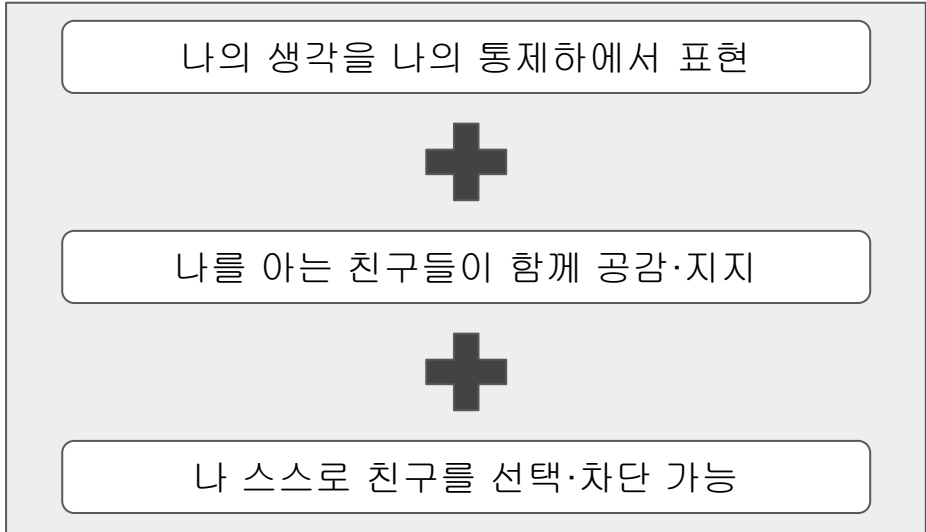 나의 생각을 나의 통제하에서 표현
나를 아는 친구들이 함께 공감·지지
나 스스로 친구를 선택·차단 가능